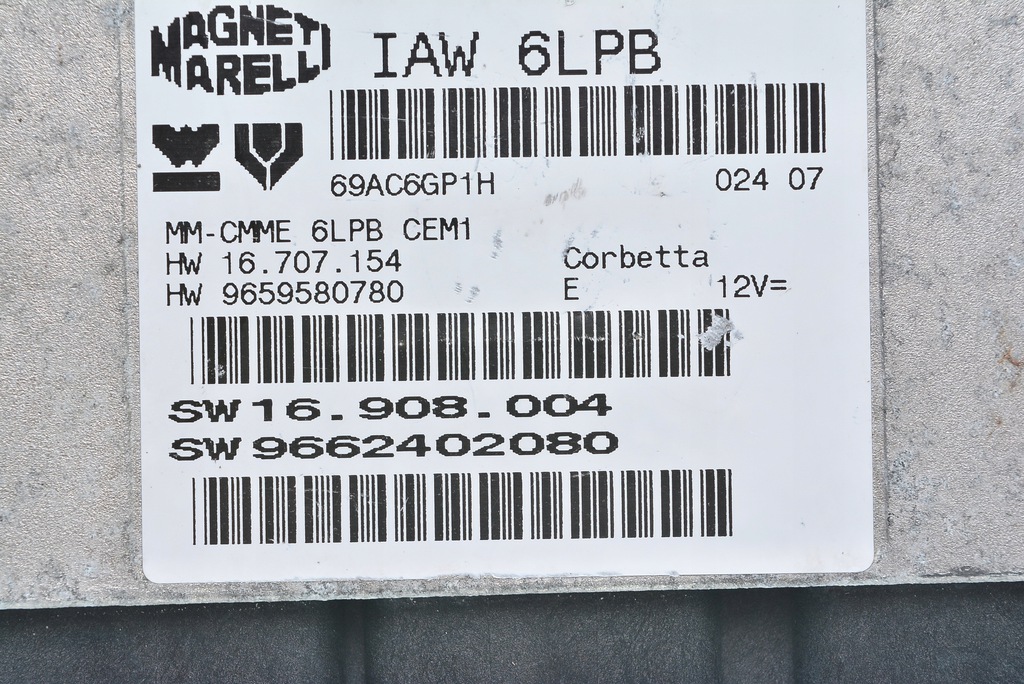 MAGNETI
MARELLI
IAW 6LPB
69AC6GP1H 024 07
MM-CMME 6LPB CEM1
HW 16.707.154 Corbetta
HW 9659580780 E 12V=
SW 16.908.004
SW 9662402080